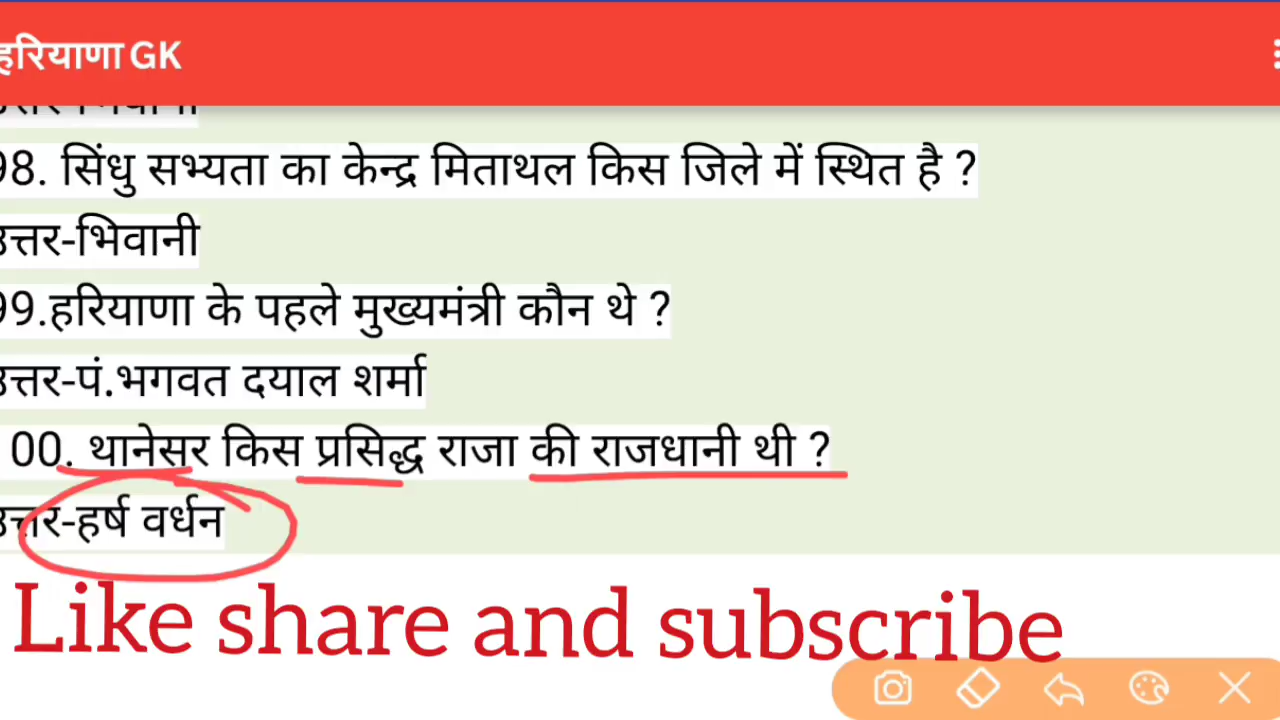 हरियाणा GK
98. सिंधु सभ्यता का केन्द्र मिताथल किस जिले में स्थित है ?
उत्तर-भिवानी
99.हरियाणा के पहले मुख्यमंत्री कौन थे ?
उत्तर-पं.भगवत दयाल शर्मा
00. थानेसर किस प्रसिद्ध राजा की राजधानी थी ?
उत्तर-हर्ष वर्धन
Like share and subscribe